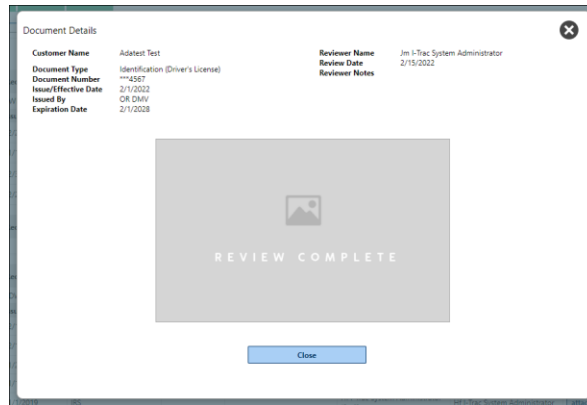 Document Details
Customer Name Adatest Test
Document Type Identification (Driver's License)
Document Number ***4567
Issue/Effective Date 2/1/2022
Issued By OR DMV
Expiration Date 2/1/2028
Reviewer Name Jm I-Trac System Administrator
Review Date 2/15/2022
Reviewer Notes
REVIEW COMPLETE
Close